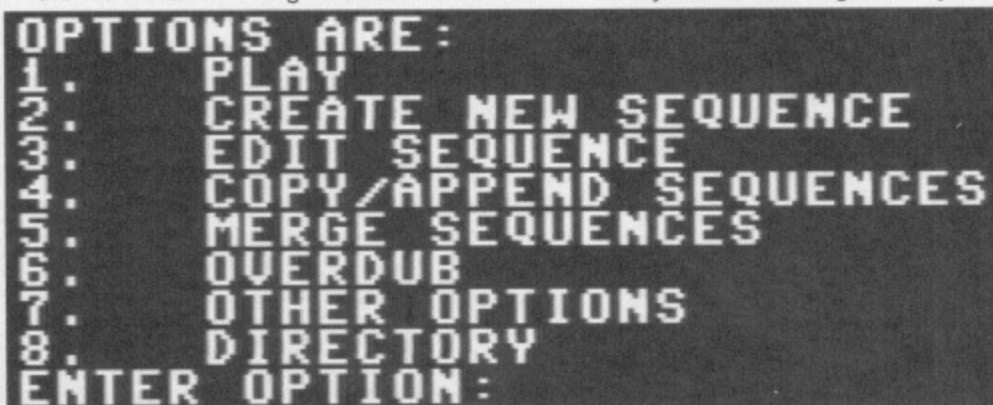 OPTIONS ARE:
1. PLAY
2. CREATE NEW SEQUENCE
3. EDIT SEQUENCE
4. COPY/APPEND SEQUENCES
5. MERGE SEQUENCES
6. OVERDUB
7. OTHER OPTIONS
8. DIRECTORY
ENTER OPTION: